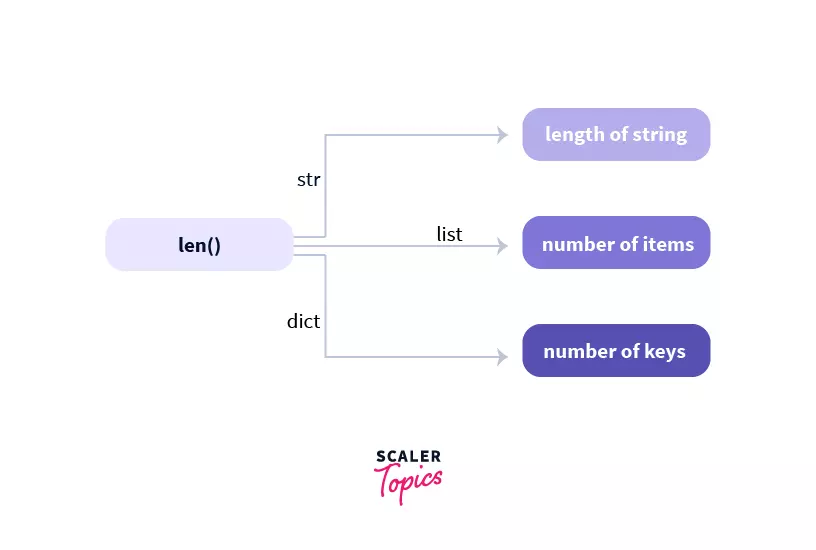 len()
str
list
dict
length of string
number of items
number of keys
SCALER
Topics